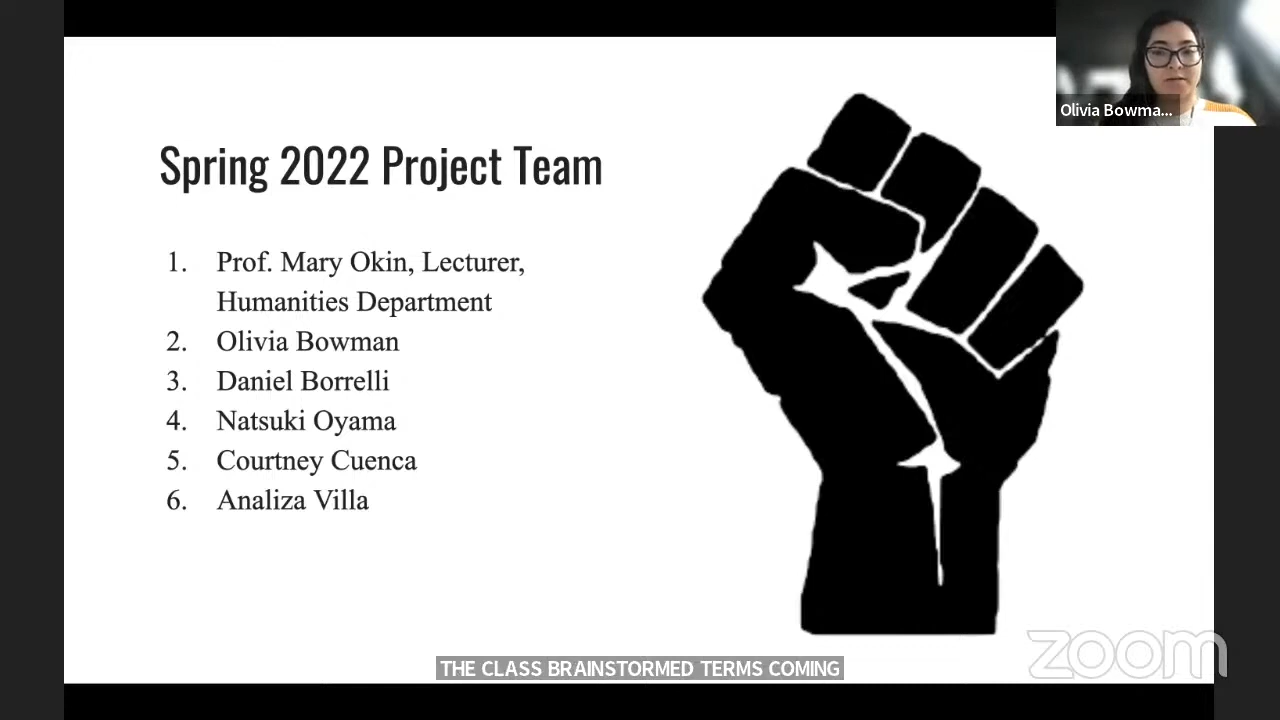 Olivia Bowma...
Spring 2022 Project Team
1. Prof. Mary Okin, Lecturer,
Humanities Department
2. Olivia Bowman
3. Daniel Borrelli
4. Natsuki Oyama
5. Courtney Cuenca
6. Analiza Villa
THE CLASS BRAINSTORMED TERMS COMING
zoom